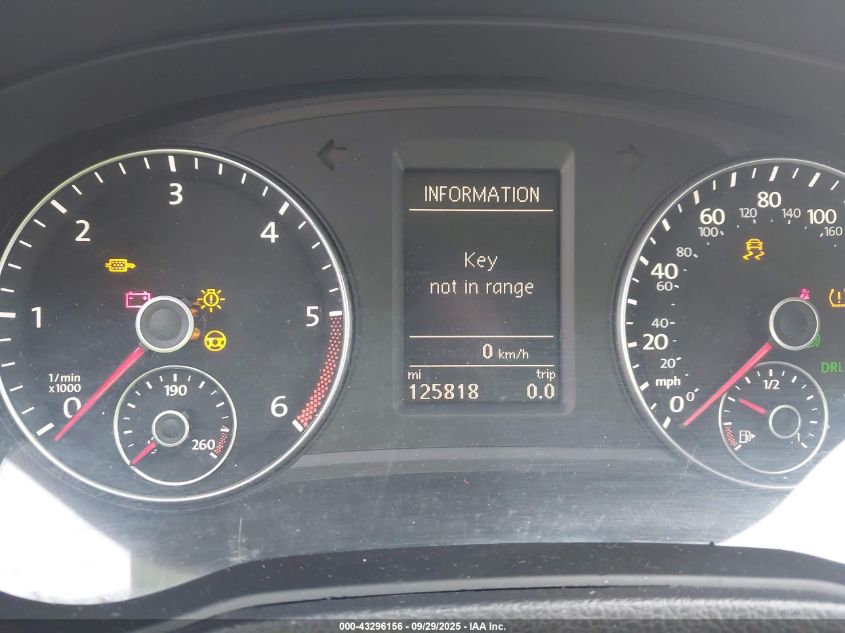 1/min
x1000
0
1
2
3
4
5
6
190
260
INFORMATION
Key
not in range
0 km/h
mi trip
125818 0.0
mph
0
20
40
60
80
100
0
20
40
60
80
100
120
140
160
DRL
1/2
1
000-43296156 - 09/29/2025 - IAA Inc.